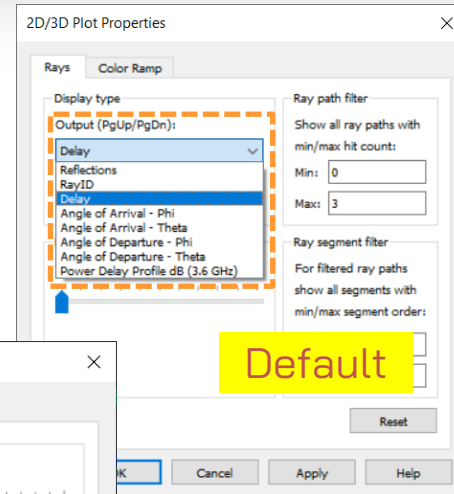 2D/3D Plot Properties
Rays
Color Ramp
Display type
Output (PgUp/PgDn):
Delay
Reflections
RayID
Delay
Angle of Arrival - Phi
Angle of Arrival - Theta
Angle of Departure - Phi
Angle of Departure - Theta
Power Delay Profile dB (3.6 GHz)
Ray path filter
Show all ray paths with
min/max hit count:
Min: 0
Max: 3
Ray segment filter
For filtered ray paths
show all segments with
min/max segment order:
Default
Reset
Cancel
Apply
Help